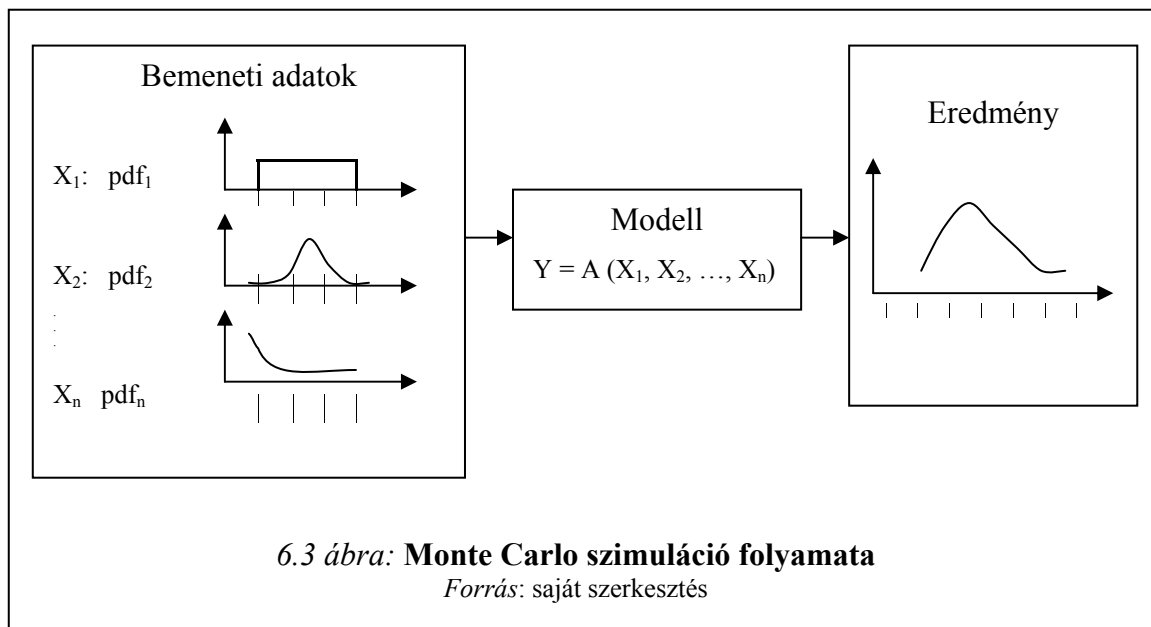 Bemeneti adatok
X₁: pdf₁
X₂: pdf₂
.
.
.
Xₙ pdfₙ
Modell
Y = A (X₁, X₂, …, Xₙ)
Eredmény
6.3 ábra: Monte Carlo szimuláció folyamata
Forrás: saját szerkesztés